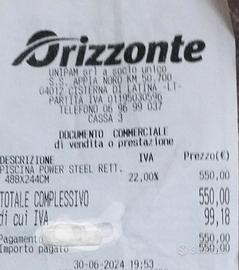 Orizzonte
UNIPAM srl a socio unico
S.S. APPIA NORD KM 50,700
04012 CISTERNA DI LATINA -LT-
PARTITA IVA 01195030596
TELEFONO 06 96 99 037
CASSA 3
DOCUMENTO COMMERCIALE
di vendita o prestazione
DESCRIZIONE IVA Prezzo(€)
PISCINA POWER STEEL RETT. 22,00% 550,00
488X244CM
TOTALE COMPLESSIVO 550,00
di cui IVA 99,18
Pagamento 550,00
Importo pagato 550,00
30-06-2024 19:53